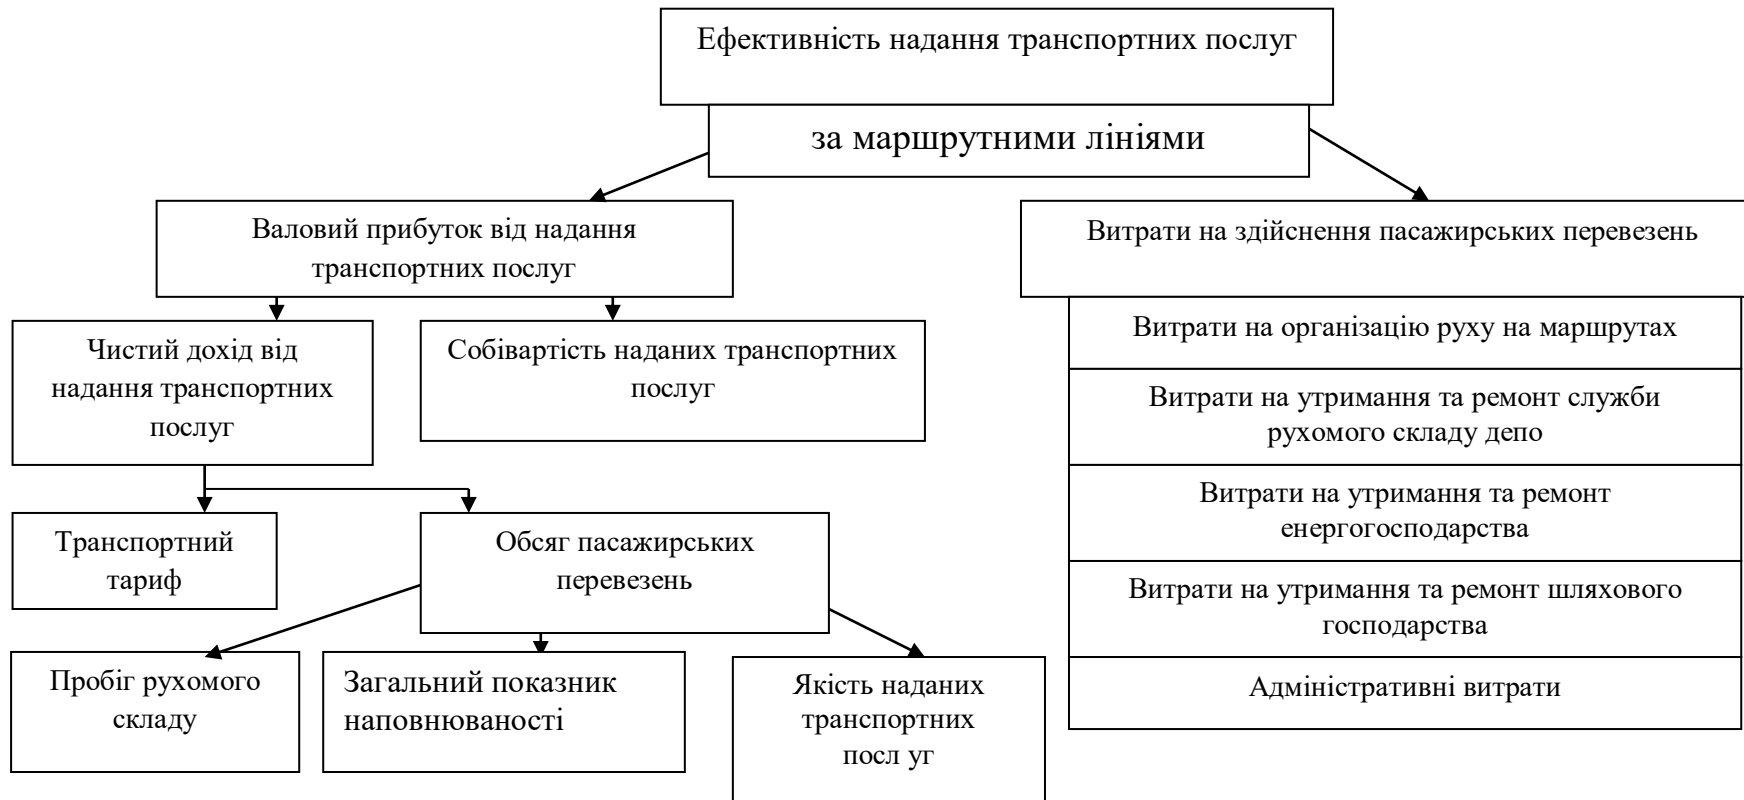 Ефективність надання транспортних послуг
за маршрутними лініями
Валовий прибуток від надання
транспортних послуг
Витрати на здійснення пасажирських перевезень
Чистий дохід від
надання транспортних
послуг
Собівартість наданих транспортних
послуг
Витрати на організацію руху на маршрутах
Витрати на утримання та ремонт служби
рухомого складу депо
Витрати на утримання та ремонт
енергогосподарства
Витрати на утримання та ремонт шляхового
господарства
Адміністративні витрати
Транспортний
тариф
Обсяг пасажирських
перевезень
Пробіг рухомого
складу
Загальний показник
наповнюваності
Якість наданих
транспортних
посл уг